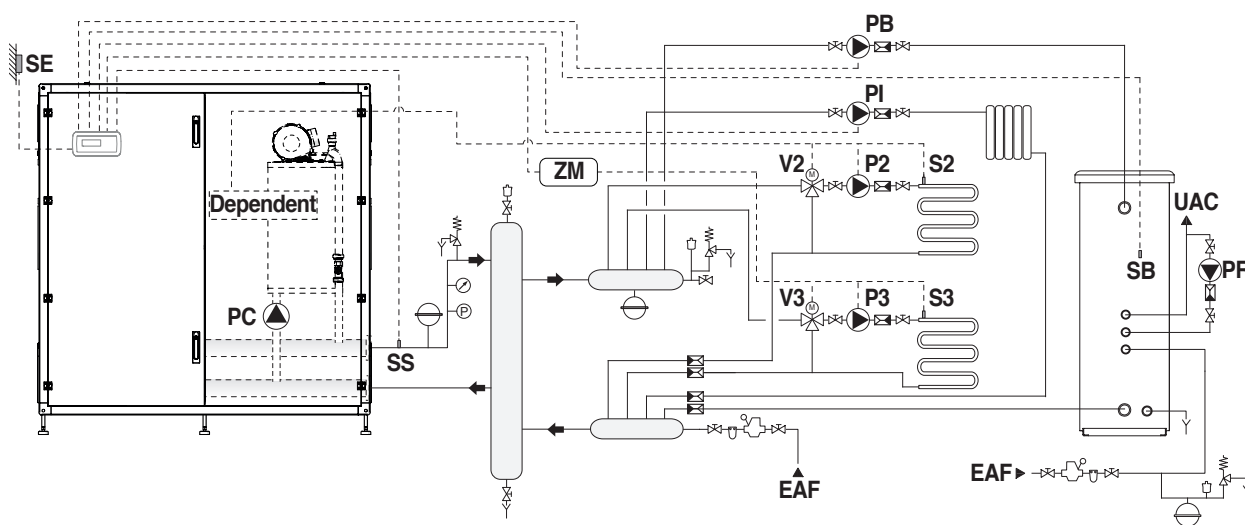 PB
SE
PI
V2
P2
S2
ZM
M
Dependent
UAC
SB
PF
PC
V3
P3
S3
M
P
SS
EAF
EAF